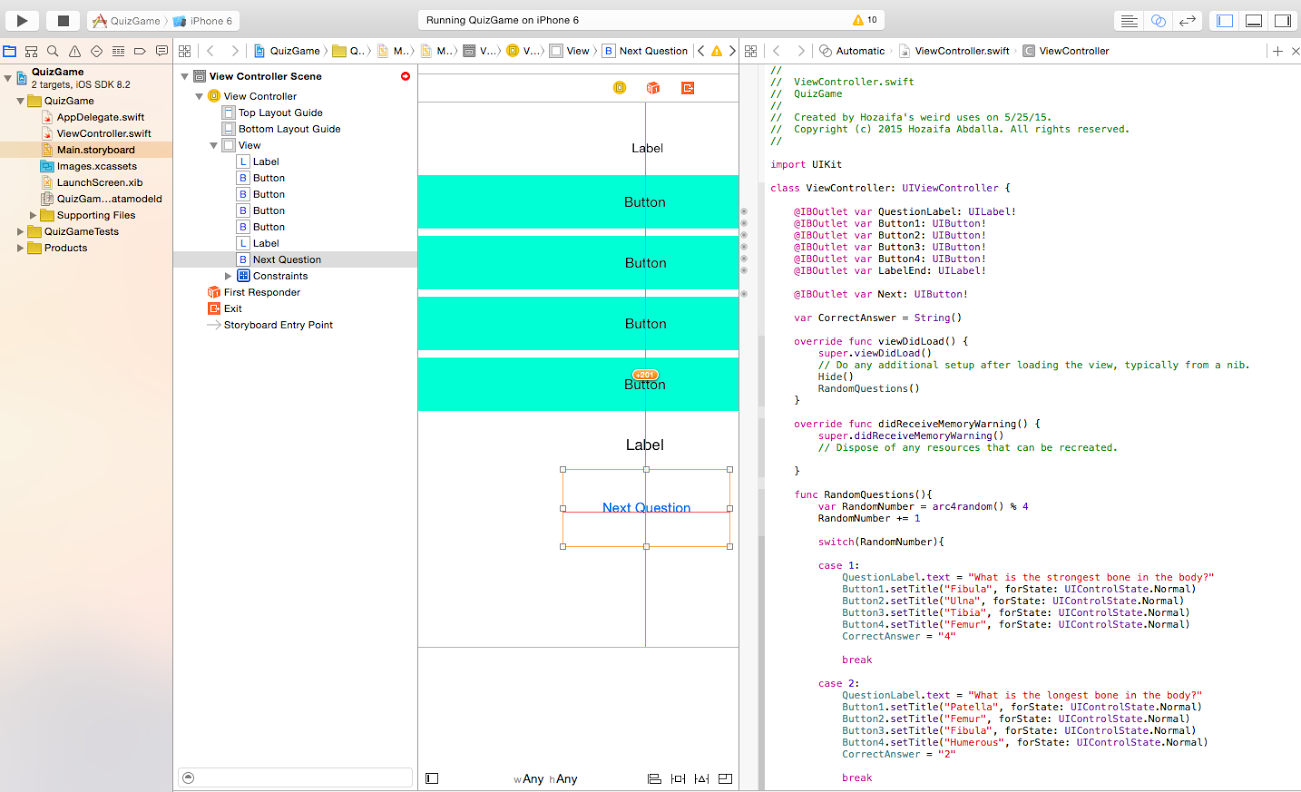 QuizGame
iPhone 6
Running QuizGame on iPhone 6
10
QuizGame
Q...
M...
M...
V...
V...
View
B
Next Question
Automatic
ViewController.swift
C
ViewController
QuizGame
2 targets, iOS SDK 8.2
QuizGame
AppDelegate.swift
ViewController.swift
Main.storyboard
Images.xcassets
LaunchScreen.xib
QuizGam...atamodeld
Supporting Files
QuizGameTests
Products
View Controller Scene
View Controller
Top Layout Guide
Bottom Layout Guide
View
L Label
B Button
B Button
B Button
B Button
L Label
B Next Question
Constraints
First Responder
Exit
Storyboard Entry Point
Label
Button
Button
Button
+201
Button
Label
Next Question
wAny hAny
//
// ViewController.swift
// QuizGame
//
// Created by Hozaifa's weird uses on 5/25/15.
// Copyright (c) 2015 Hozaifa Abdalla. All rights reserved.
//
import UIKit
class ViewController: UIViewController {
@IBOutlet var QuestionLabel: UILabel!
@IBOutlet var Button1: UIButton!
@IBOutlet var Button2: UIButton!
@IBOutlet var Button3: UIButton!
@IBOutlet var Button4: UIButton!
@IBOutlet var LabelEnd: UILabel!
@IBOutlet var Next: UIButton!
var CorrectAnswer = String()
override func viewDidLoad() {
super.viewDidLoad()
// Do any additional setup after loading the view, typically from a nib.
Hide()
RandomQuestions()
}
override func didReceiveMemoryWarning() {
super.didReceiveMemoryWarning()
// Dispose of any resources that can be recreated.
}
func RandomQuestions(){
var RandomNumber = arc4random() % 4
RandomNumber += 1
switch(RandomNumber){
case 1:
QuestionLabel.text = "What is the strongest bone in the body?"
Button1.setTitle("Fibula", forState: UIControlState.Normal)
Button2.setTitle("Ulna", forState: UIControlState.Normal)
Button3.setTitle("Tibia", forState: UIControlState.Normal)
Button4.setTitle("Femur", forState: UIControlState.Normal)
CorrectAnswer = "4"
break
case 2:
QuestionLabel.text = "What is the longest bone in the body?"
Button1.setTitle("Patella", forState: UIControlState.Normal)
Button2.setTitle("Femur", forState: UIControlState.Normal)
Button3.setTitle("Fibula", forState: UIControlState.Normal)
Button4.setTitle("Humerous", forState: UIControlState.Normal)
CorrectAnswer = "2"
break